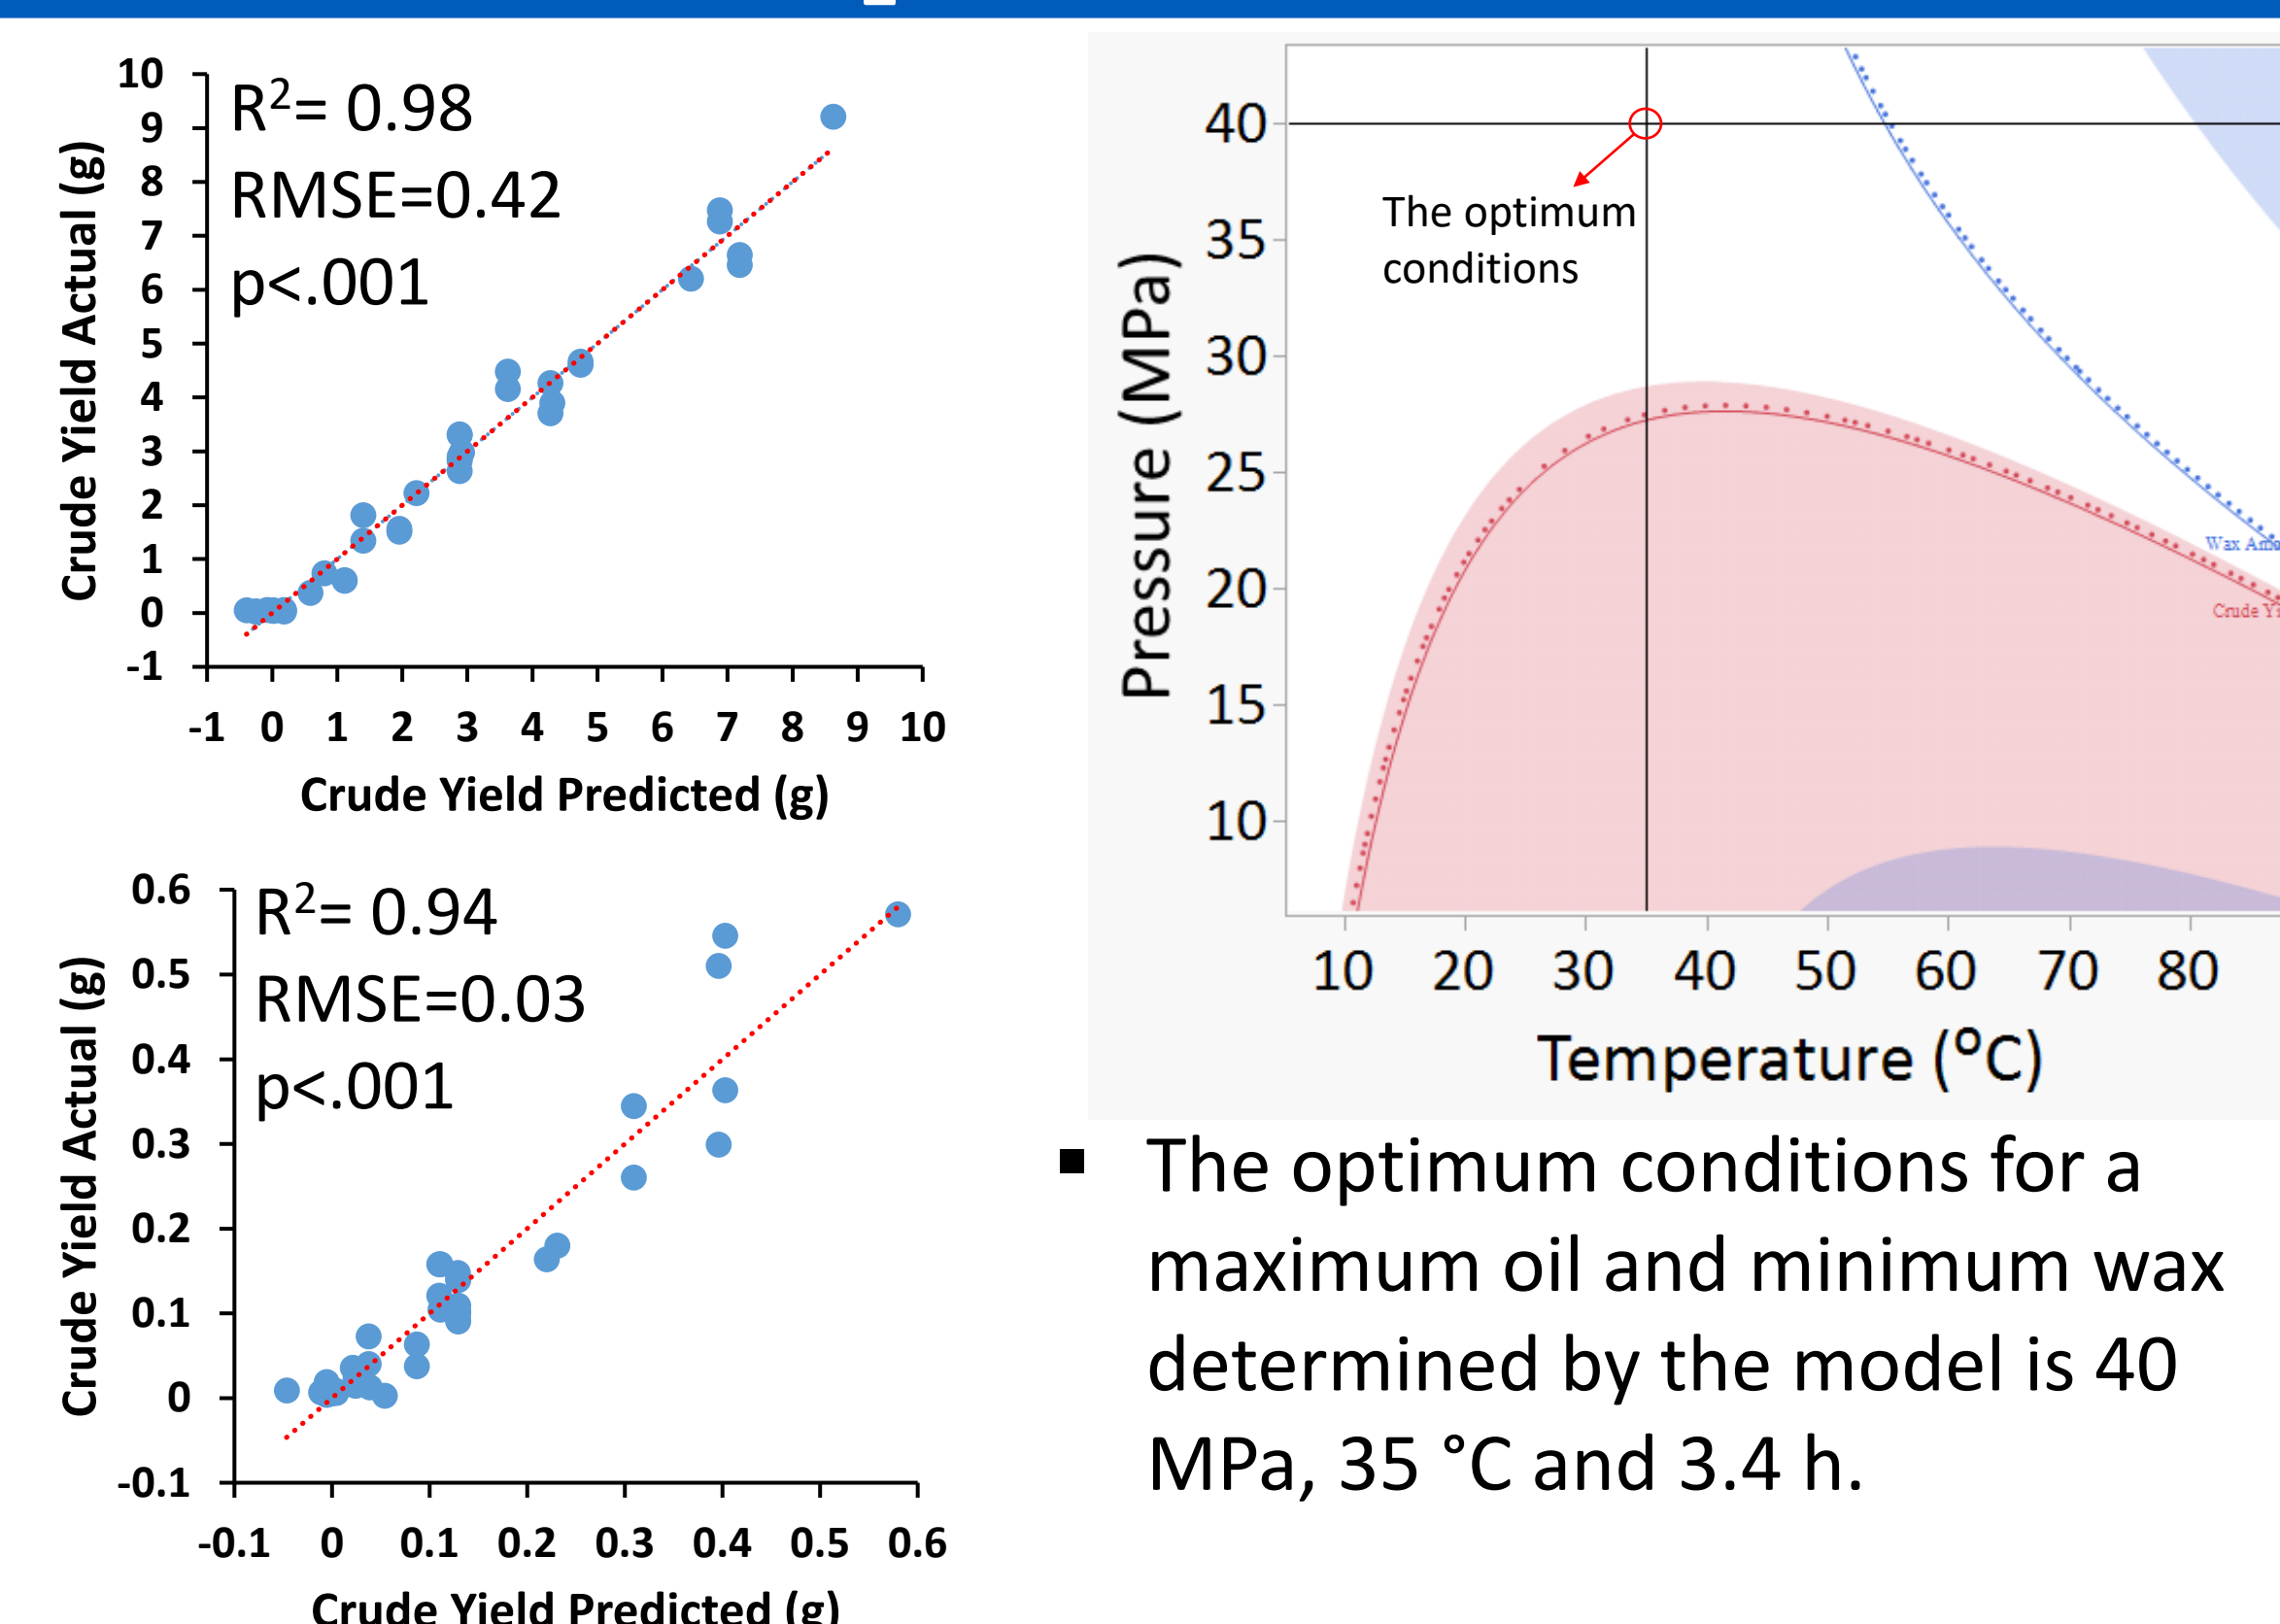 10
9
8
7
6
5
4
3
2
1
0
-1
Crude Yield Actual (g)
R²= 0.98
RMSE=0.42
p<.001
-1 0 1 2 3 4 5 6 7 8 9 10
Crude Yield Predicted (g)
0.6
0.5
0.4
0.3
0.2
0.1
0
-0.1
Crude Yield Actual (g)
R²= 0.94
RMSE=0.03
p<.001
-0.1 0 0.1 0.2 0.3 0.4 0.5 0.6
Crude Yield Predicted (g)
40
35
30
25
20
15
10
Pressure (MPa)
The optimum
conditions
Wax
Crude
10 20 30 40 50 60 70 80
Temperature (°C)
▪ The optimum conditions for a
maximum oil and minimum wax
determined by the model is 40
MPa, 35 °C and 3.4 h.